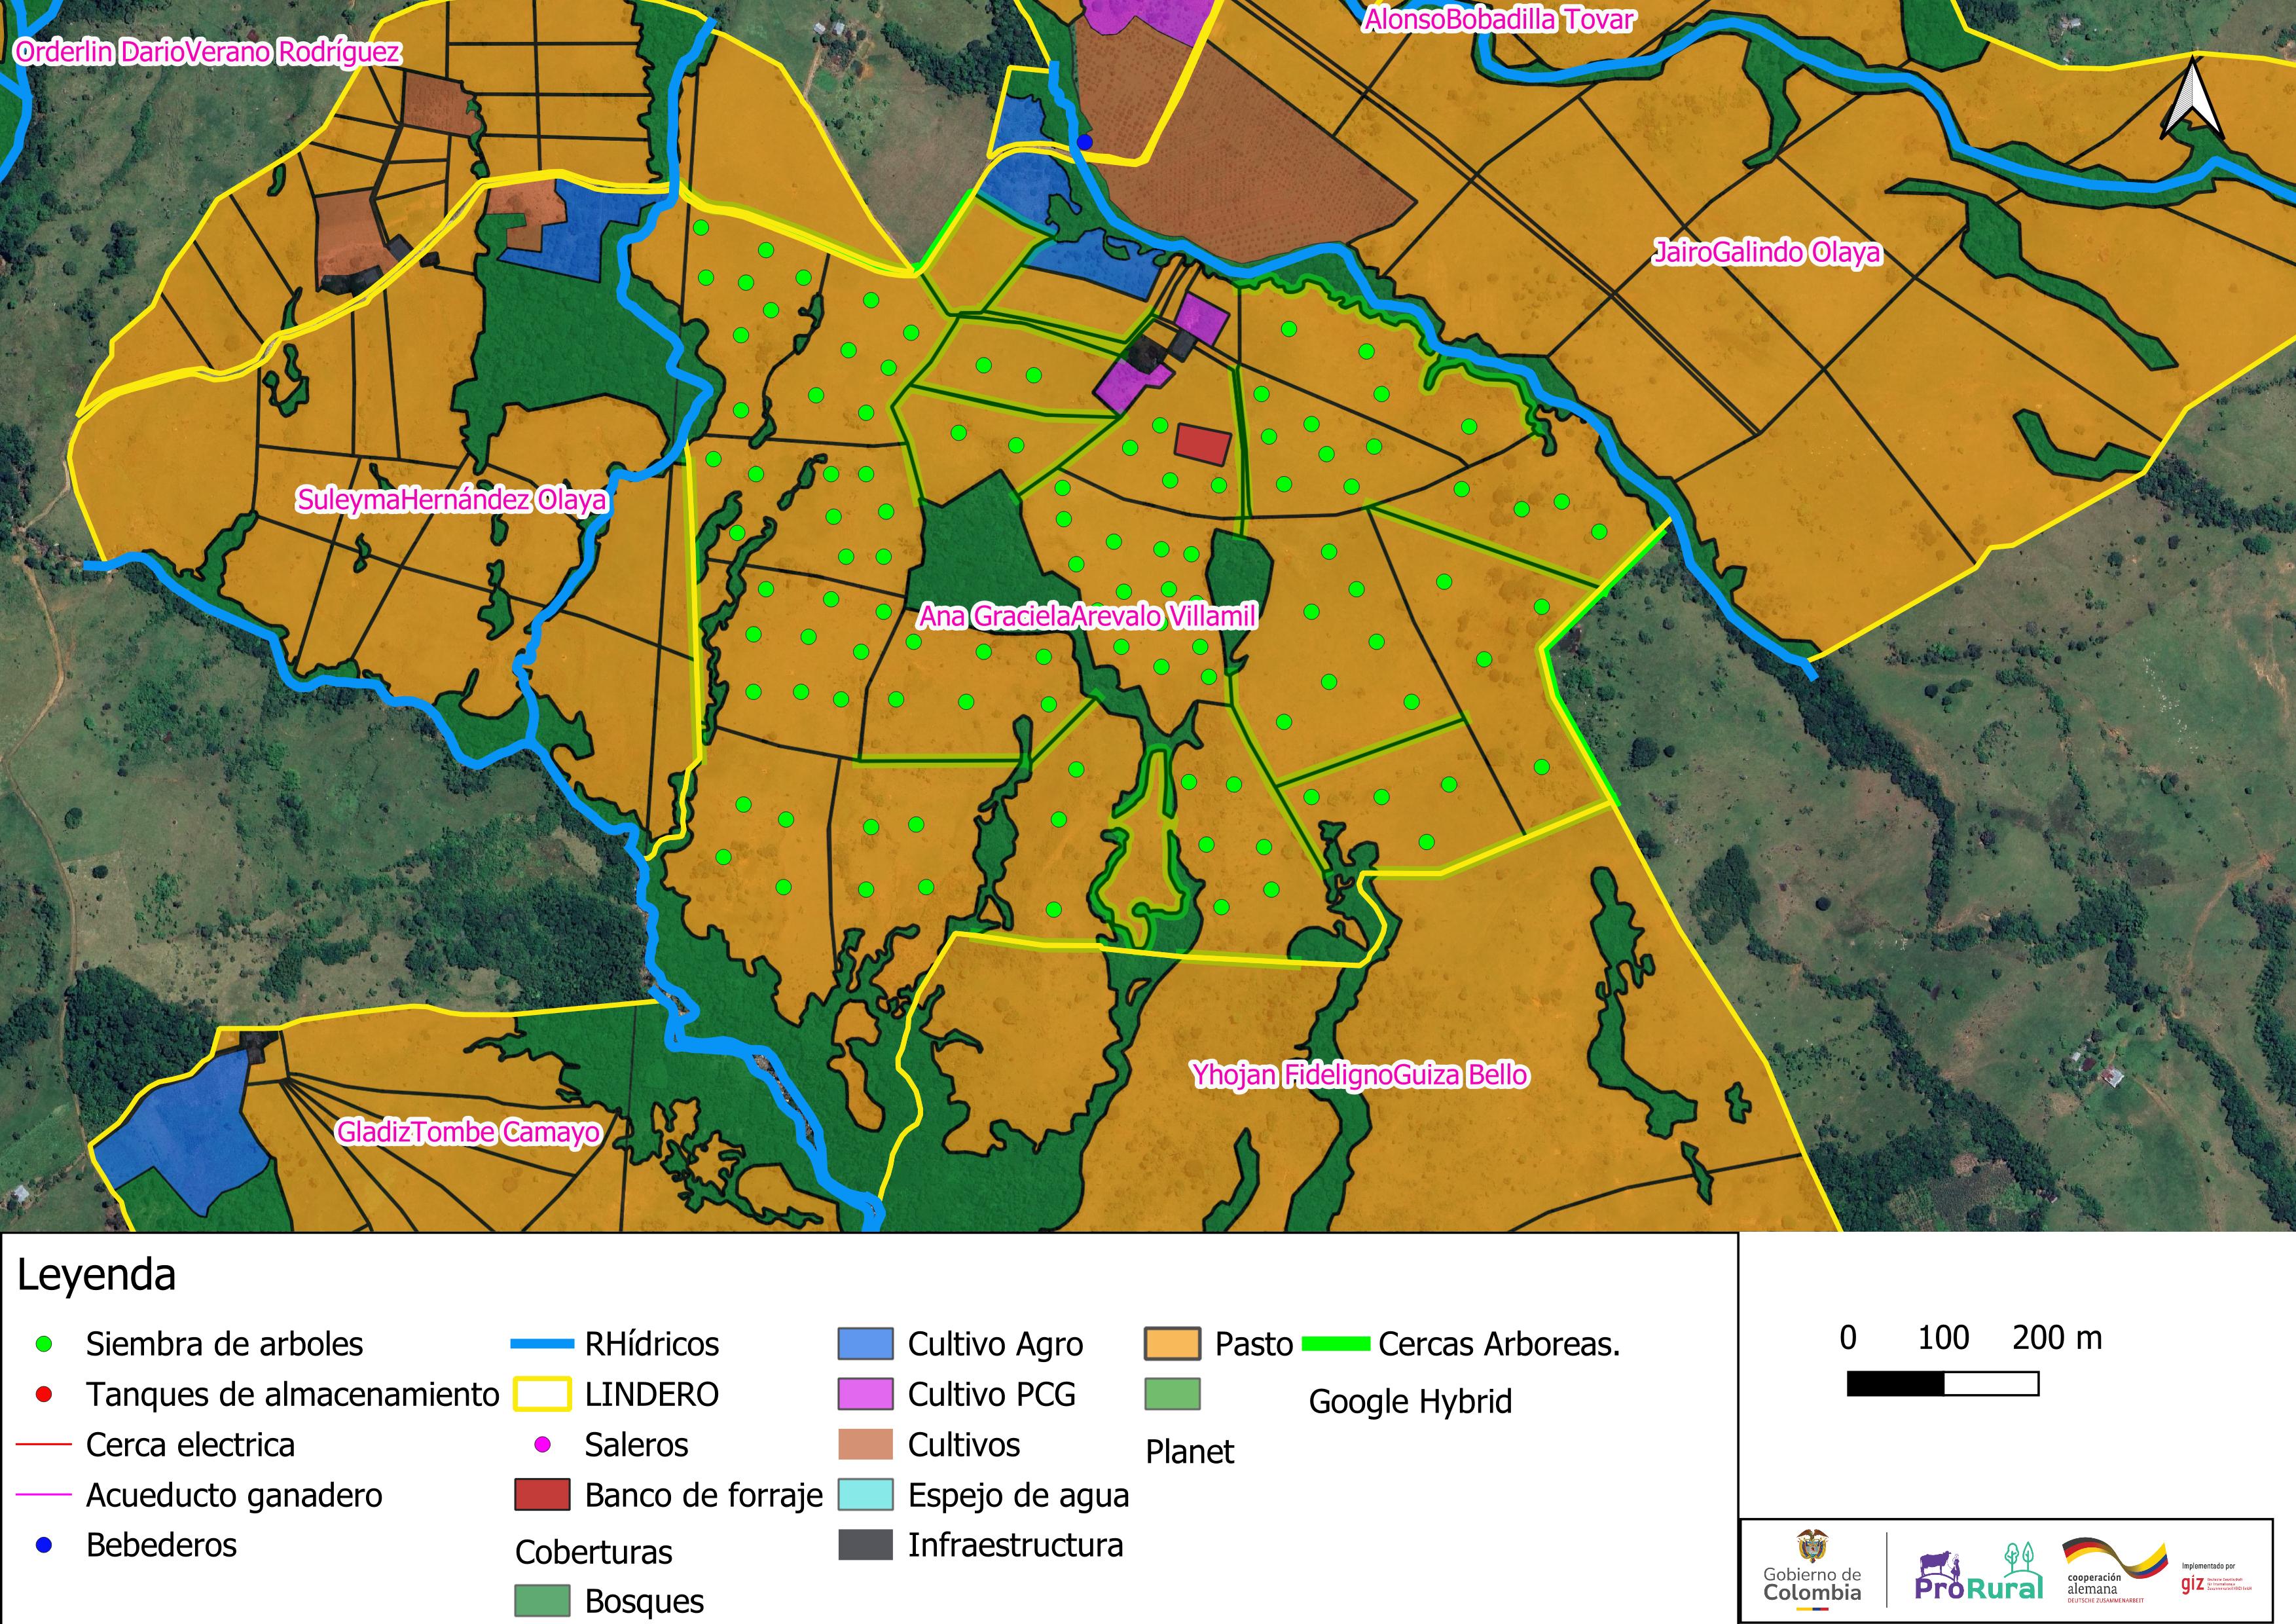 AlonsoBobadilla Tovar
Orderlin DarioVerano Rodríguez
JairoGalindo Olaya
SuleymaHernández Olaya
Ana GracielaArevalo Villamil
Yhojan FidelignoGuiza Bello
GladizTombe Camayo
Leyenda
Siembra de arboles
Tanques de almacenamiento
Cerca electrica
Acueducto ganadero
Bebederos
RHídricos
LINDERO
Saleros
Banco de forraje
Coberturas
Bosques
Cultivo Agro
Cultivo PCG
Cultivos
Espejo de agua
Infraestructura
Pasto
Planet
Cercas Arboreas.
Google Hybrid
0 100 200 m
Gobierno de
Colombia
ProRural
cooperación
alemana
DEUTSCHE ZUSAMMENARBEIT
Implementado por
giz